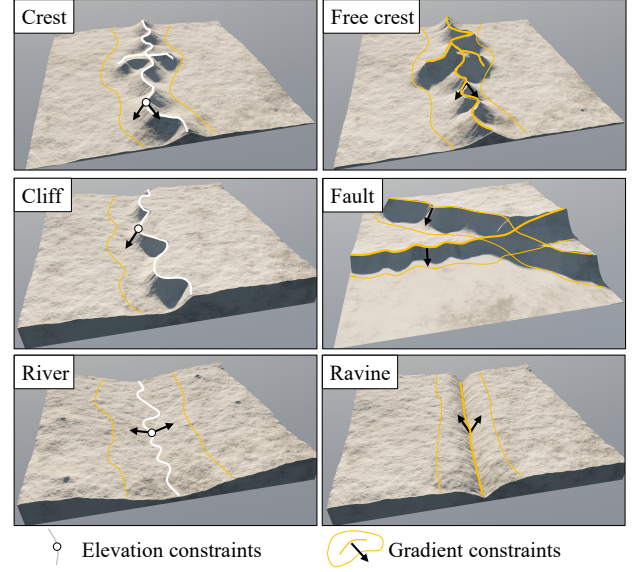 Crest
Free crest
Cliff
Fault
River
Ravine
Elevation constraints
Gradient constraints